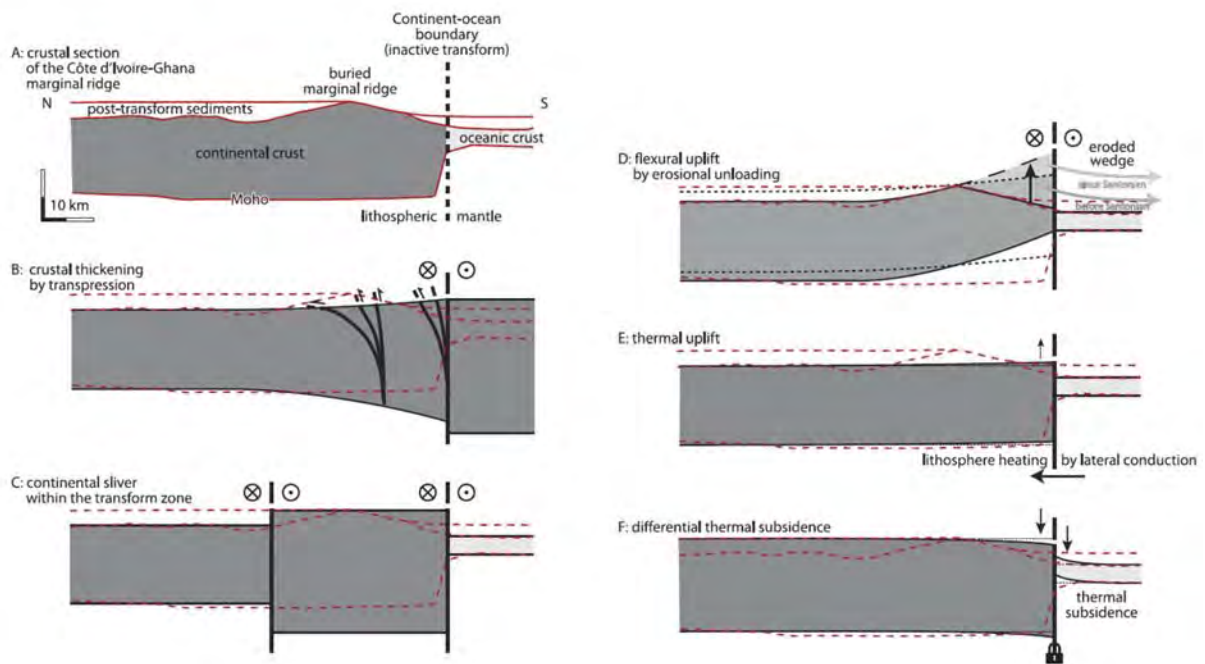 A: crustal section
of the Côte d'Ivoire-Ghana
marginal ridge
Continent-ocean
boundary
(inactive transform)
buried
marginal ridge
N
S
post-transform sediments
oceanic crust
continental crust
Moho
10 km
lithospheric
mantle
B: crustal thickening
by transpression
C: continental sliver
within the transform zone
D: flexural uplift
by erosional unloading
eroded
wedge
Santonian
before Santonian
E: thermal uplift
lithosphere heating
by lateral conduction
F: differential thermal subsidence
thermal
subsidence